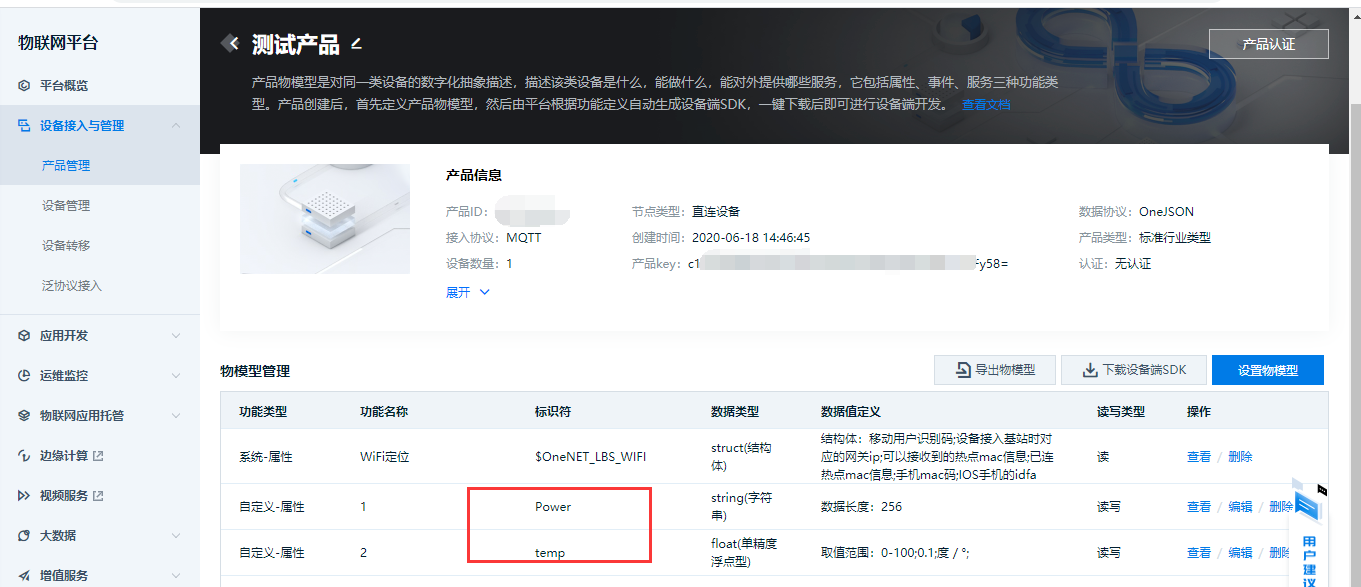 物联网平台
平台概览
设备接入与管理
产品管理
设备管理
设备转移
泛协议接入
应用开发
运维监控
物联网应用托管
边缘计算
视频服务
大数据
增值服务
测试产品
产品认证
产品物模型是对同一类设备的数字化抽象描述，描述该类设备是什么，能做什么，能对外提供哪些服务，它包括属性、事件、服务三种功能类
型。产品创建后，首先定义产品物模型，然后由平台根据功能定义自动生成设备端SDK，一键下载后即可进行设备端开发。 查看文档
产品信息
产品ID：
节点类型：直连设备
数据协议：OneJSON
接入协议：MQTT
创建时间：2020-06-18 14:46:45
产品类型：标准行业类型
设备数量：1
产品key：c1 Fy58=
认证：无认证
展开
物模型管理
导出物模型
下载设备端SDK
设置物模型
功能类型 功能名称 标识符 数据类型 数据值定义 读写类型 操作
系统-属性 WiFi定位 $OneNET_LBS_WIFI struct(结构
体) 结构体：移动用户识别码;设备接入基站时对
应的网关ip;可以接收到的热点mac信息;已连
热点mac信息;手机mac码;IOS手机的idfa 读 查看 / 删除
自定义-属性 1 Power string(字符
串) 数据长度：256 读写 查看 / 编辑 / 删除
自定义-属性 2 temp float(单精度
浮点型) 取值范围：0-100;0.1;度 / °; 读写 查看 / 编辑 / 删除
用户建议